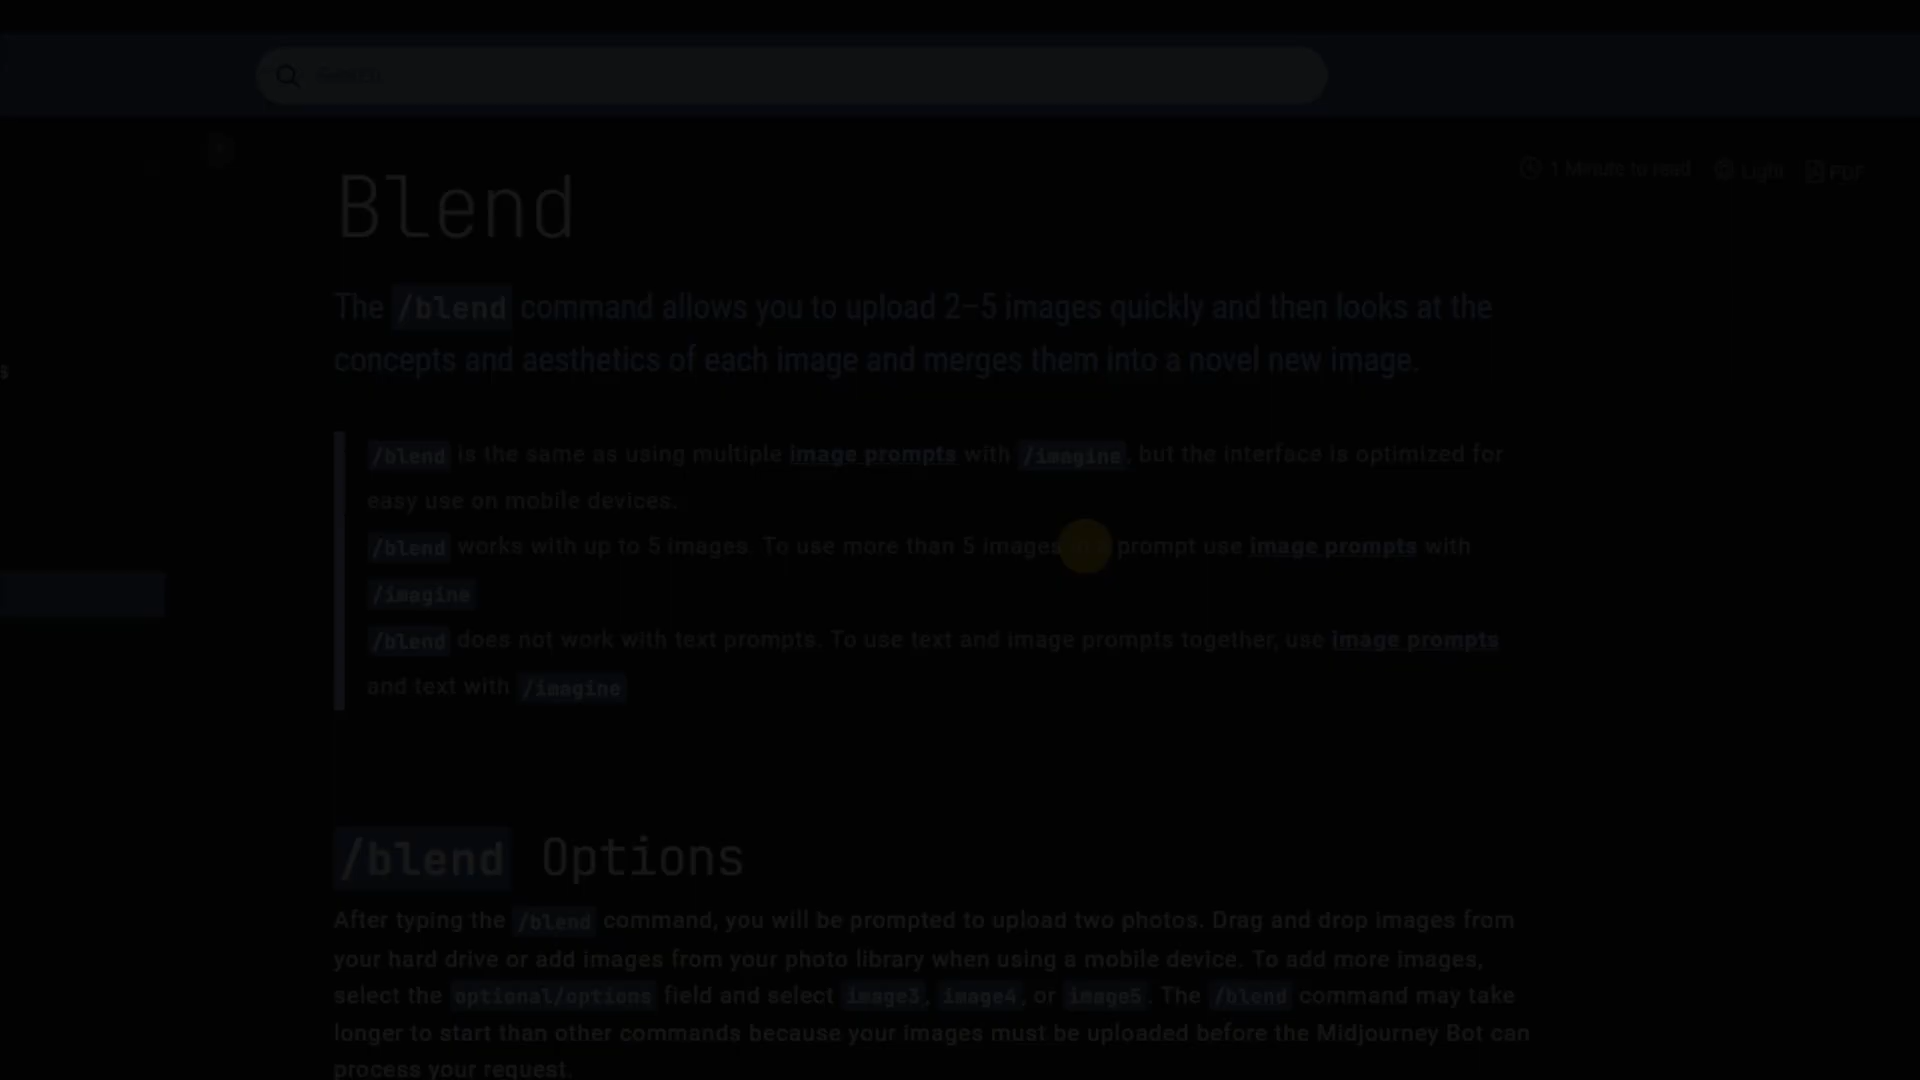 Search
1 Minute to read Light PDF
Blend
The /blend command allows you to upload 2–5 images quickly and then looks at the
concepts and aesthetics of each image and merges them into a novel new image.
s
/blend is the same as using multiple image prompts with /imagine, but the interface is optimized for
easy use on mobile devices.
/blend works with up to 5 images. To use more than 5 images prompt use image prompts with
/imagine
/blend does not work with text prompts. To use text and image prompts together, use image prompts
and text with /imagine
/blend Options
After typing the /blend command, you will be prompted to upload two photos. Drag and drop images from
your hard drive or add images from your photo library when using a mobile device. To add more images,
select the optional/options field and select image3, image4, or image5. The /blend command may take
longer to start than other commands because your images must be uploaded before the Midjourney Bot can
process your request.